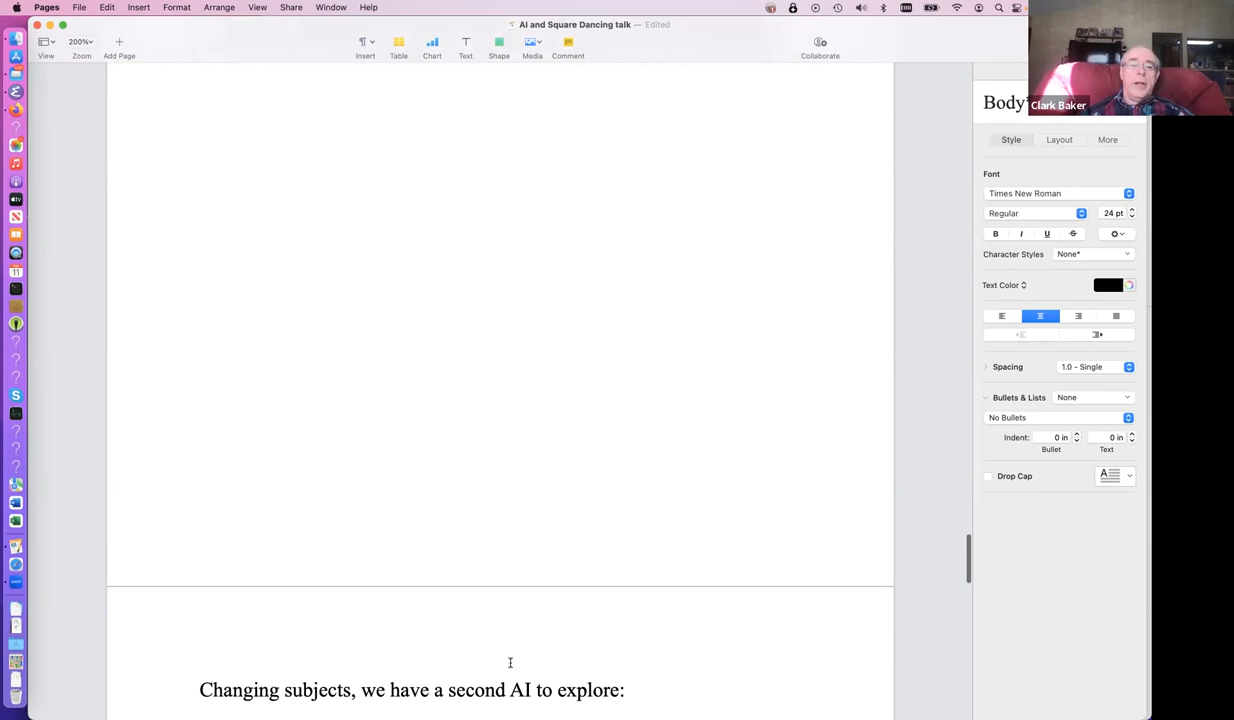 Pages File Edit Insert Format Arrange View Share Window Help
AI and Square Dancing talk — Edited
200%
View Zoom Add Page
Insert Table Chart Text Shape Media Comment
Collaborate
Clark Baker
Body
Style Layout More
Font
Times New Roman
Regular 24 pt
B I U S
Character Styles None*
Text Color
Spacing 1.0 - Single
Bullets & Lists None
No Bullets
Indent: 0 in 0 in
Bullet Text
Drop Cap A
11
Changing subjects, we have a second AI to explore: